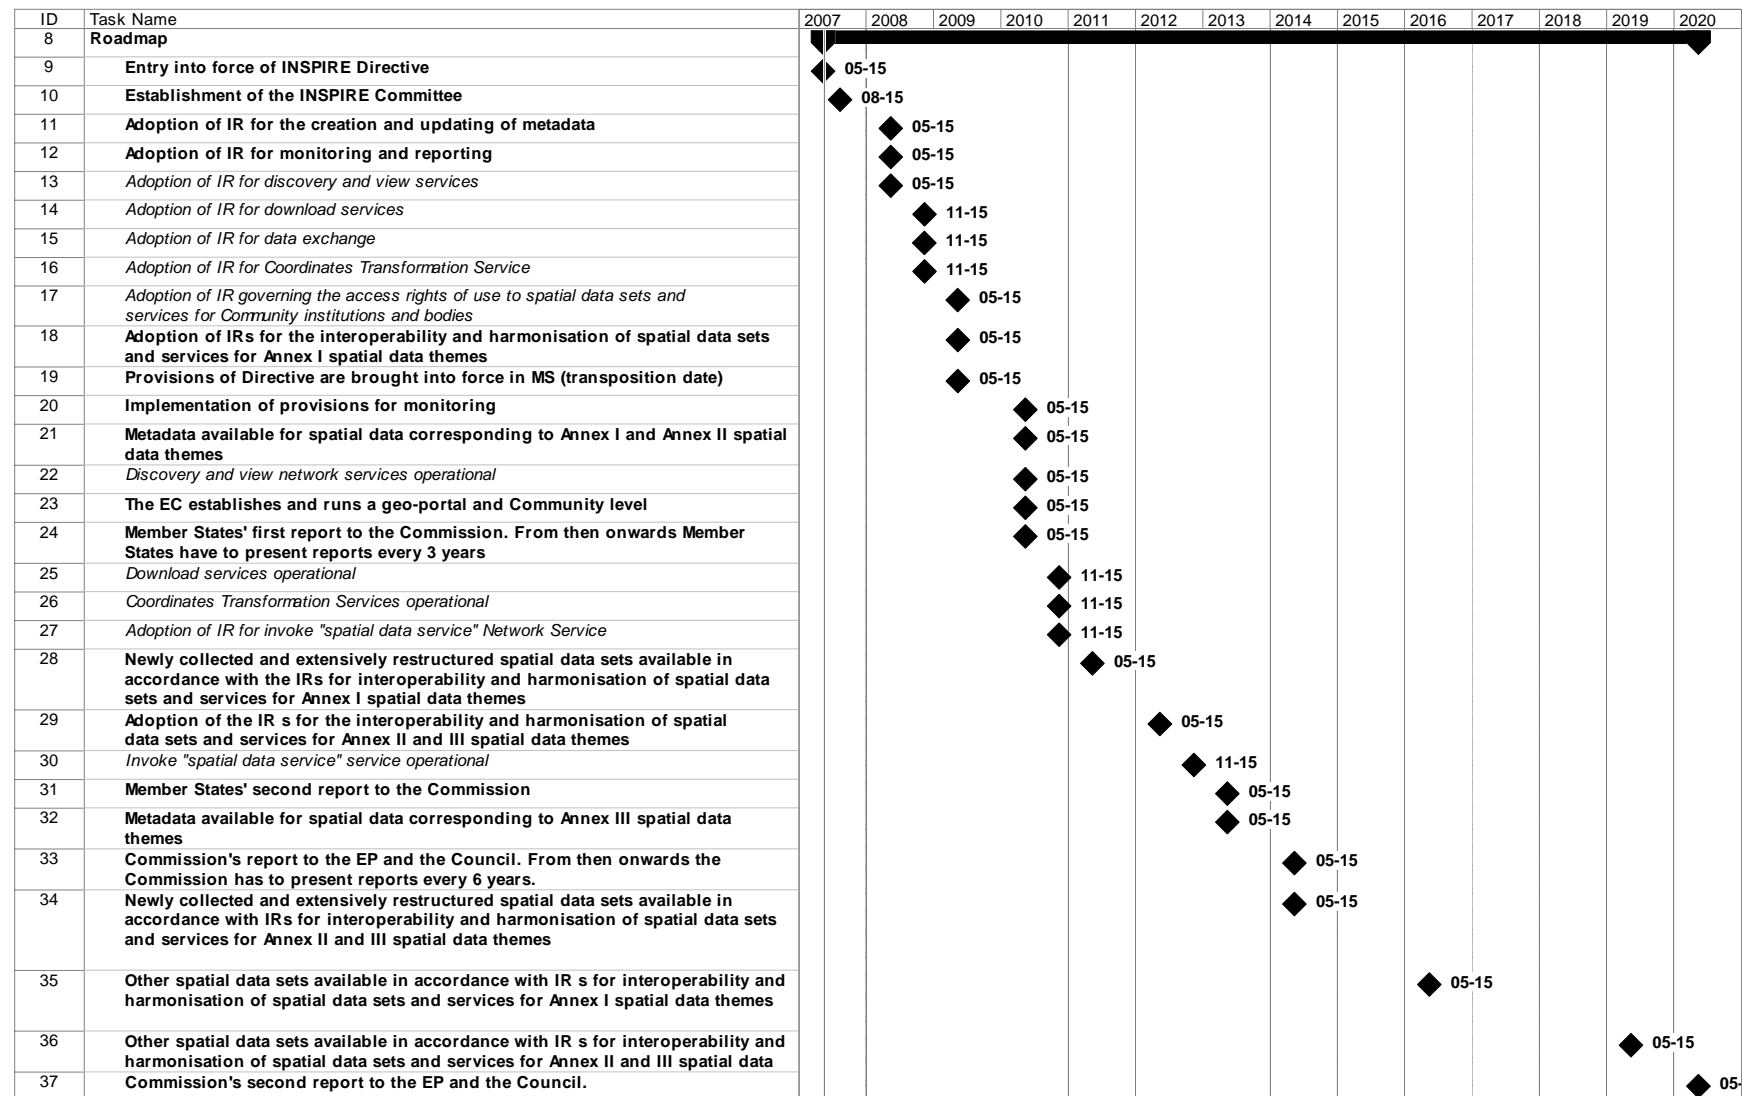 ID Task Name 2007 2008 2009 2010 2011 2012 2013 2014 2015 2016 2017 2018 2019 2020
8 Roadmap
9 Entry into force of INSPIRE Directive 05-15
10 Establishment of the INSPIRE Committee 08-15
11 Adoption of IR for the creation and updating of metadata 05-15
12 Adoption of IR for monitoring and reporting 05-15
13 Adoption of IR for discovery and view services 05-15
14 Adoption of IR for download services 11-15
15 Adoption of IR for data exchange 11-15
16 Adoption of IR for Coordinates Transformation Service 11-15
17 Adoption of IR governing the access rights of use to spatial data sets and 05-15
services for Community institutions and bodies
18 Adoption of IRs for the interoperability and harmonisation of spatial data sets 05-15
and services for Annex I spatial data themes
19 Provisions of Directive are brought into force in MS (transposition date) 05-15
20 Implementation of provisions for monitoring 05-15
21 Metadata available for spatial data corresponding to Annex I and Annex II spatial 05-15
data themes
22 Discovery and view network services operational 05-15
23 The EC establishes and runs a geo-portal and Community level 05-15
24 Member States' first report to the Commission. From then onwards Member 05-15
States have to present reports every 3 years
25 Download services operational 11-15
26 Coordinates Transformation Services operational 11-15
27 Adoption of IR for invoke "spatial data service" Network Service 11-15
28 Newly collected and extensively restructured spatial data sets available in 05-15
accordance with the IRs for interoperability and harmonisation of spatial data
sets and services for Annex I spatial data themes
29 Adoption of the IR s for the interoperability and harmonisation of spatial 05-15
data sets and services for Annex II and III spatial data themes
30 Invoke "spatial data service" service operational 11-15
31 Member States' second report to the Commission 05-15
32 Metadata available for spatial data corresponding to Annex III spatial data 05-15
themes
33 Commission's report to the EP and the Council. From then onwards the 05-15
Commission has to present reports every 6 years.
34 Newly collected and extensively restructured spatial data sets available in 05-15
accordance with IRs for interoperability and harmonisation of spatial data sets
and services for Annex II and III spatial data themes
35 Other spatial data sets available in accordance with IR s for interoperability and 05-15
harmonisation of spatial data sets and services for Annex I spatial data themes
36 Other spatial data sets available in accordance with IR s for interoperability and 05-15
harmonisation of spatial data sets and services for Annex II and III spatial data
37 Commission's second report to the EP and the Council. 05-